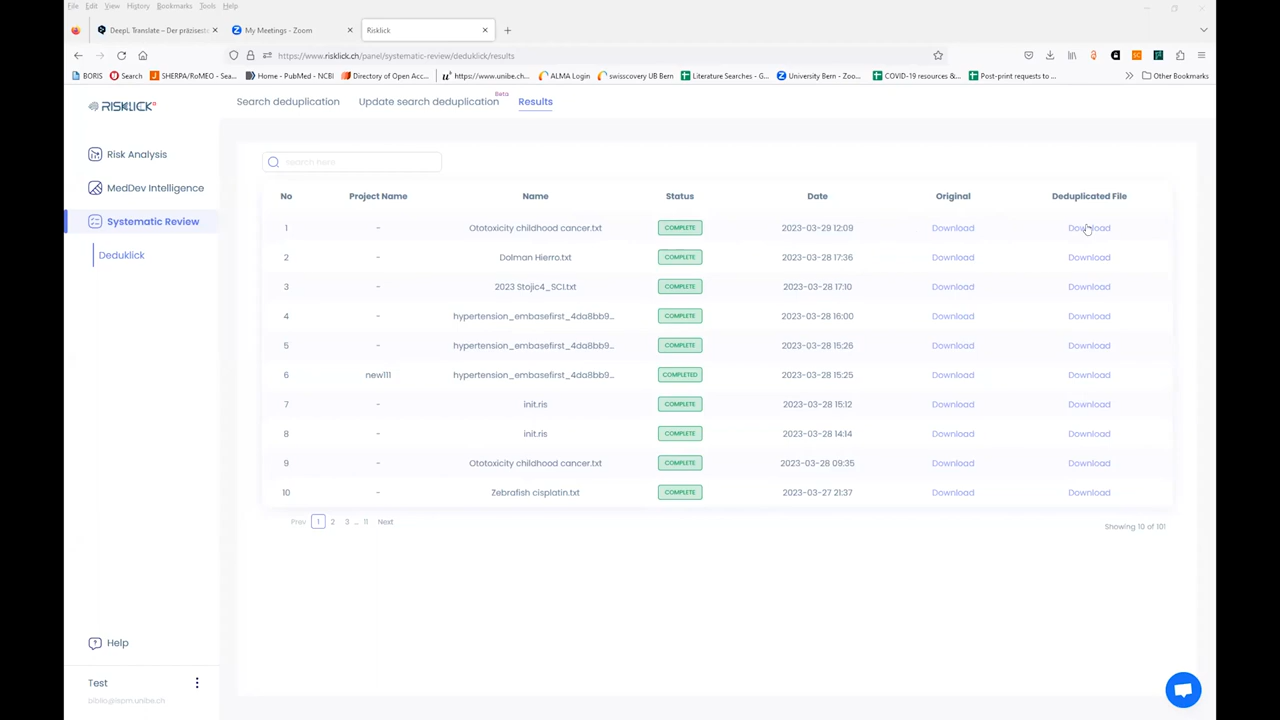 File Edit View History Bookmarks Tools Help
DeepL Translate – Der präziseste
My Meetings - Zoom
Risklick
https://www.risklick.ch/panel/systematic-review/deduklick/results
BORIS Search SHERPA/RoMEO - Sea... Home - PubMed - NCBI Directory of Open Acc... https://www.unibe.ch... ALMA Login swisscovery UB Bern Literature Searches - G... University Bern - Zoo... COVID-19 resources &... Post-print requests to ... Other Bookmarks
RISKLICK
Search deduplication Update search deduplication Beta Results
Risk Analysis
MedDev Intelligence
Systematic Review
Deduklick
search here
No Project Name Name Status Date Original Deduplicated File
1 - Ototoxicity childhood cancer.txt COMPLETE 2023-03-29 12:09 Download Download
2 - Dolman Hierro.txt COMPLETE 2023-03-28 17:36 Download Download
3 - 2023 Stojic4_SCI.txt COMPLETE 2023-03-28 17:10 Download Download
4 - hypertension_embasefirst_4da8bb9... COMPLETE 2023-03-28 16:00 Download Download
5 - hypertension_embasefirst_4da8bb9... COMPLETE 2023-03-28 15:26 Download Download
6 new111 hypertension_embasefirst_4da8bb9... COMPLETED 2023-03-28 15:25 Download Download
7 - init.ris COMPLETE 2023-03-28 15:12 Download Download
8 - init.ris COMPLETE 2023-03-28 14:14 Download Download
9 - Ototoxicity childhood cancer.txt COMPLETE 2023-03-28 09:35 Download Download
10 - Zebrafish cisplatin.txt COMPLETE 2023-03-27 21:37 Download Download
Prev 1 2 3 ... 11 Next
Showing 10 of 101
Help
Test
biblio@ispm.unibe.ch